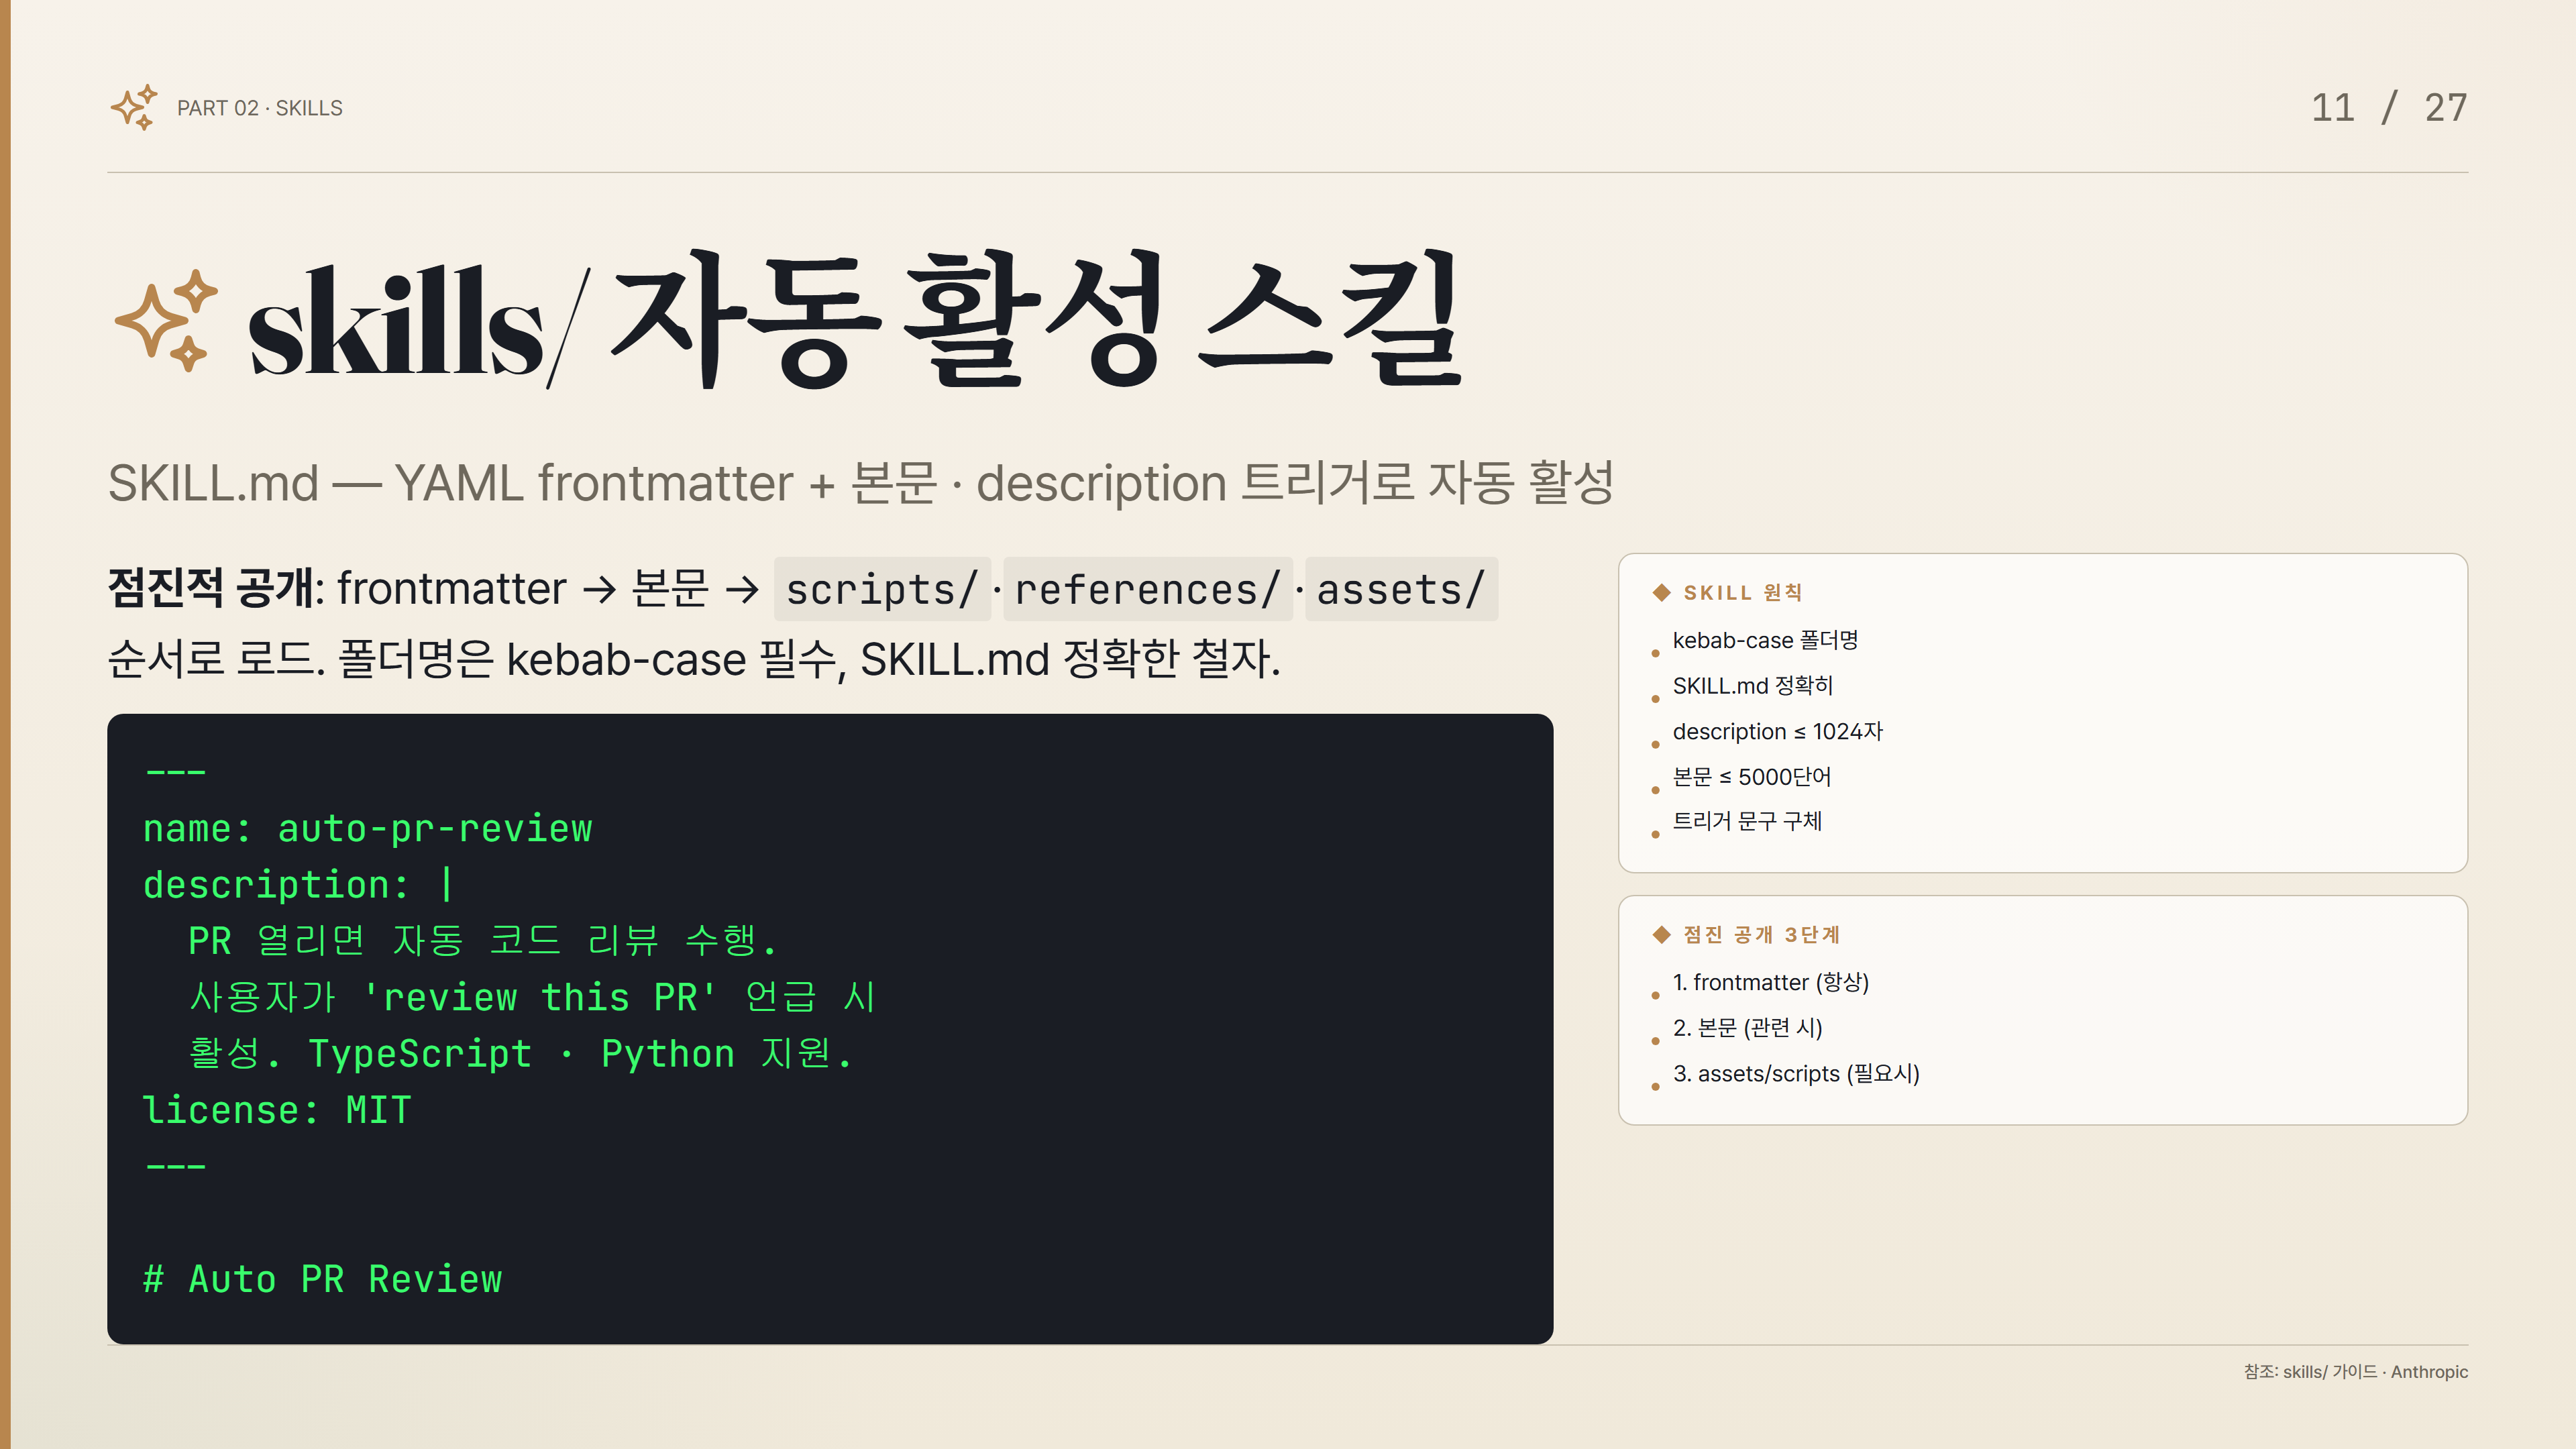 PART 02 · SKILLS
11 / 27
skills/ 자동 활성 스킬
SKILL.md — YAML frontmatter + 본문 · description 트리거로 자동 활성
점진적 공개: frontmatter → 본문 → scripts/ · references/ · assets/
순서로 로드. 폴더명은 kebab-case 필수, SKILL.md 정확한 철자.
---
name: auto-pr-review
description: |
PR 열리면 자동 코드 리뷰 수행.
사용자가 'review this PR' 언급 시
활성. TypeScript · Python 지원.
license: MIT
---
# Auto PR Review
◆ SKILL 원칙
• kebab-case 폴더명
• SKILL.md 정확히
• description ≤ 1024자
• 본문 ≤ 5000단어
• 트리거 문구 구체
◆ 점진 공개 3단계
• 1. frontmatter (항상)
• 2. 본문 (관련 시)
• 3. assets/scripts (필요시)
참조: skills/ 가이드 · Anthropic